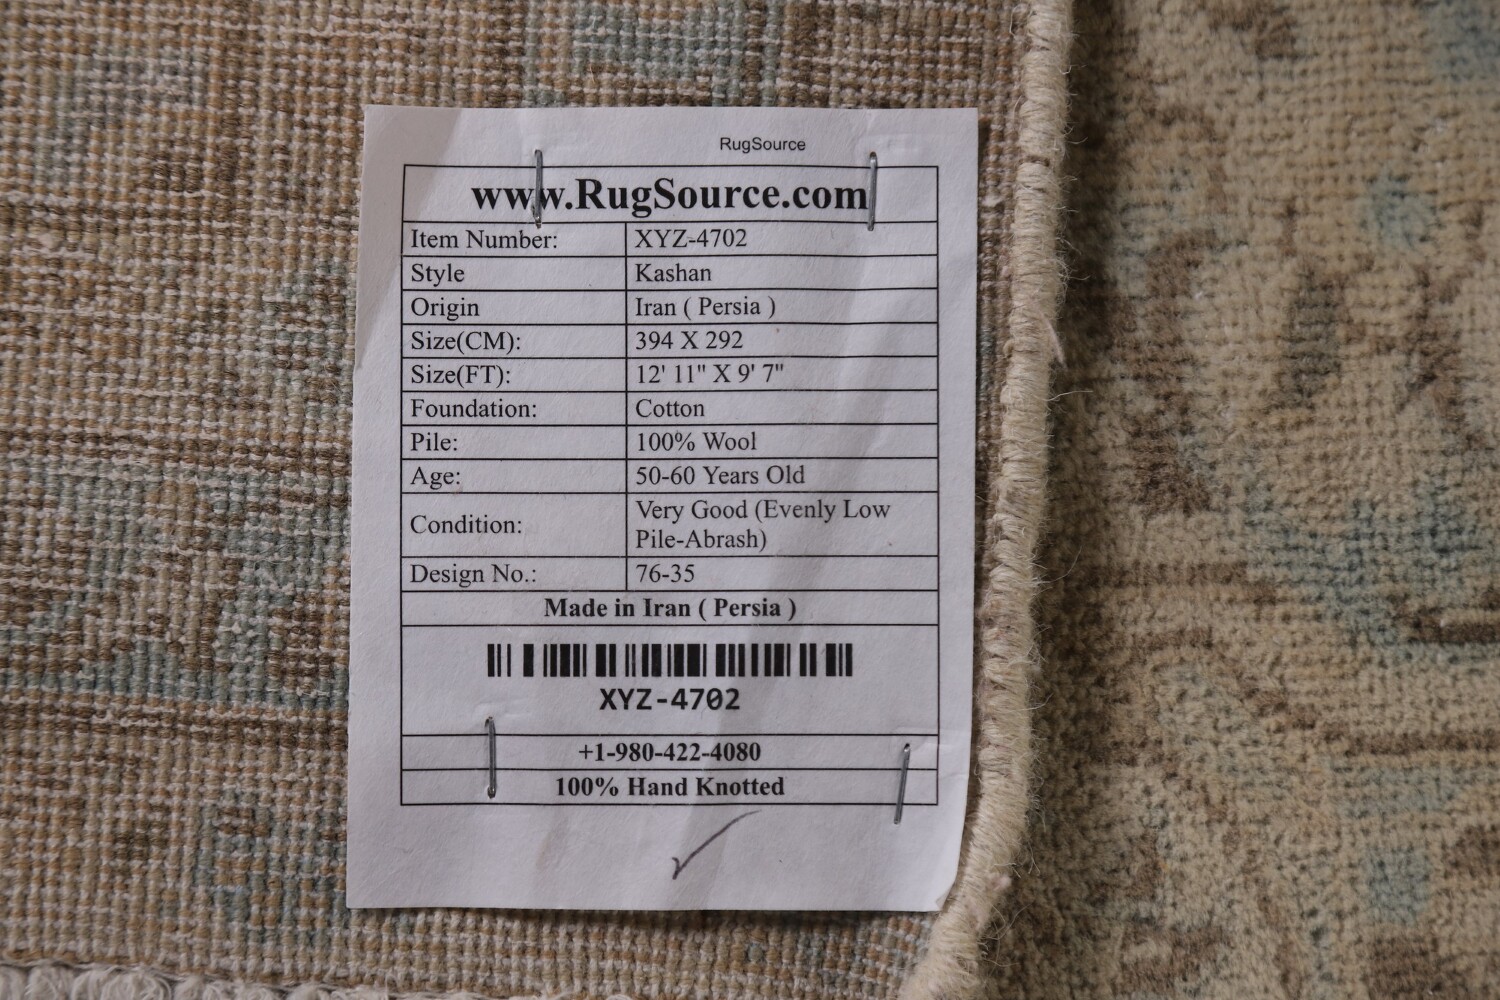 RugSource
www.RugSource.com
Item Number: XYZ-4702
Style Kashan
Origin Iran ( Persia )
Size(CM): 394 X 292
Size(FT): 12' 11" X 9' 7"
Foundation: Cotton
Pile: 100% Wool
Age: 50-60 Years Old
Condition: Very Good (Evenly Low
Pile-Abrash)
Design No.: 76-35
Made in Iran ( Persia )
XYZ-4702
+1-980-422-4080
100% Hand Knotted